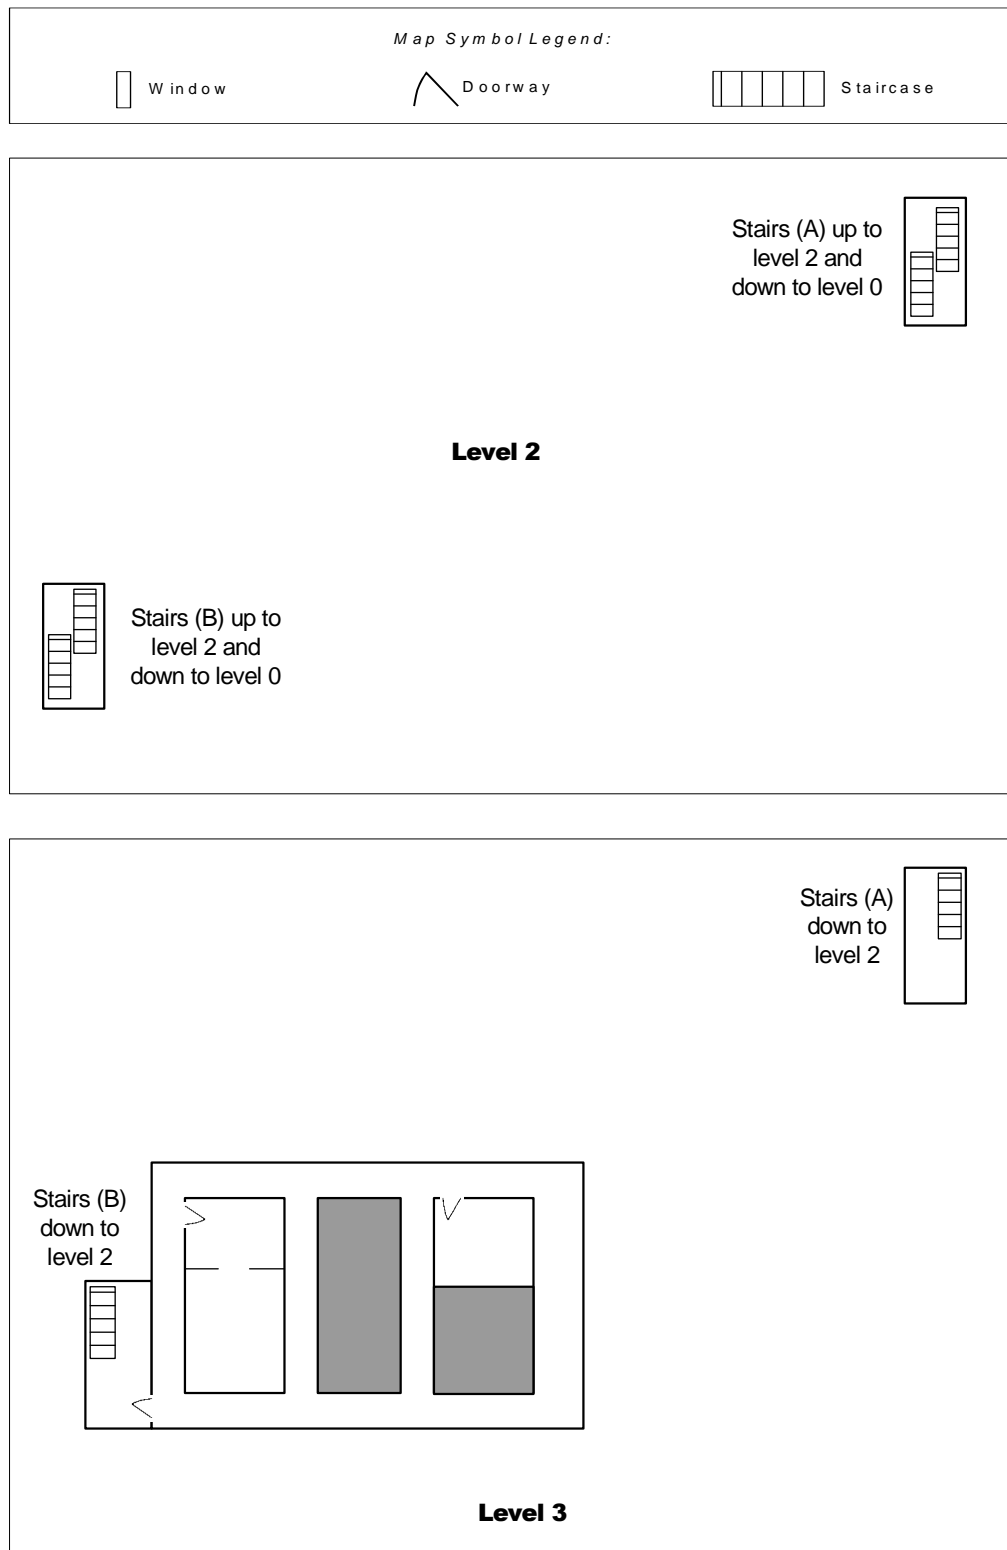 Map Symbol Legend:
Window
Doorway
Staircase
Stairs (A) up to
level 2 and
down to level 0
Level 2
Stairs (B) up to
level 2 and
down to level 0
Stairs (A)
down to
level 2
Stairs (B)
down to
level 2
Level 3